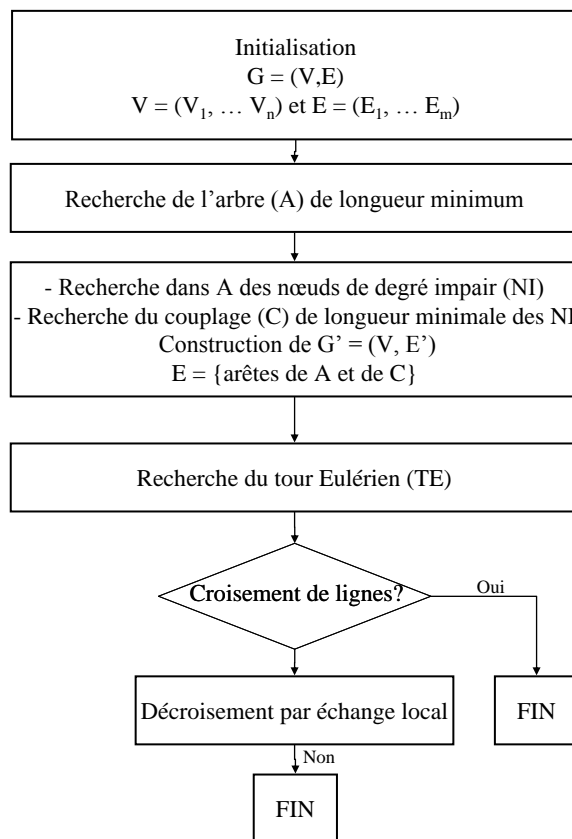 Initialisation
G = (V,E)
V = (V₁, … Vₙ) et E = (E₁, … Eₘ)
Recherche de l’arbre (A) de longueur minimum
- Recherche dans A des nœuds de degré impair (NI)
- Recherche du couplage (C) de longueur minimale des NI
Construction de G’ = (V, E’)
E = {arêtes de A et de C}
Recherche du tour Eulérien (TE)
Croisement de lignes?
Oui
Décroisement par échange local
FIN
Non
FIN